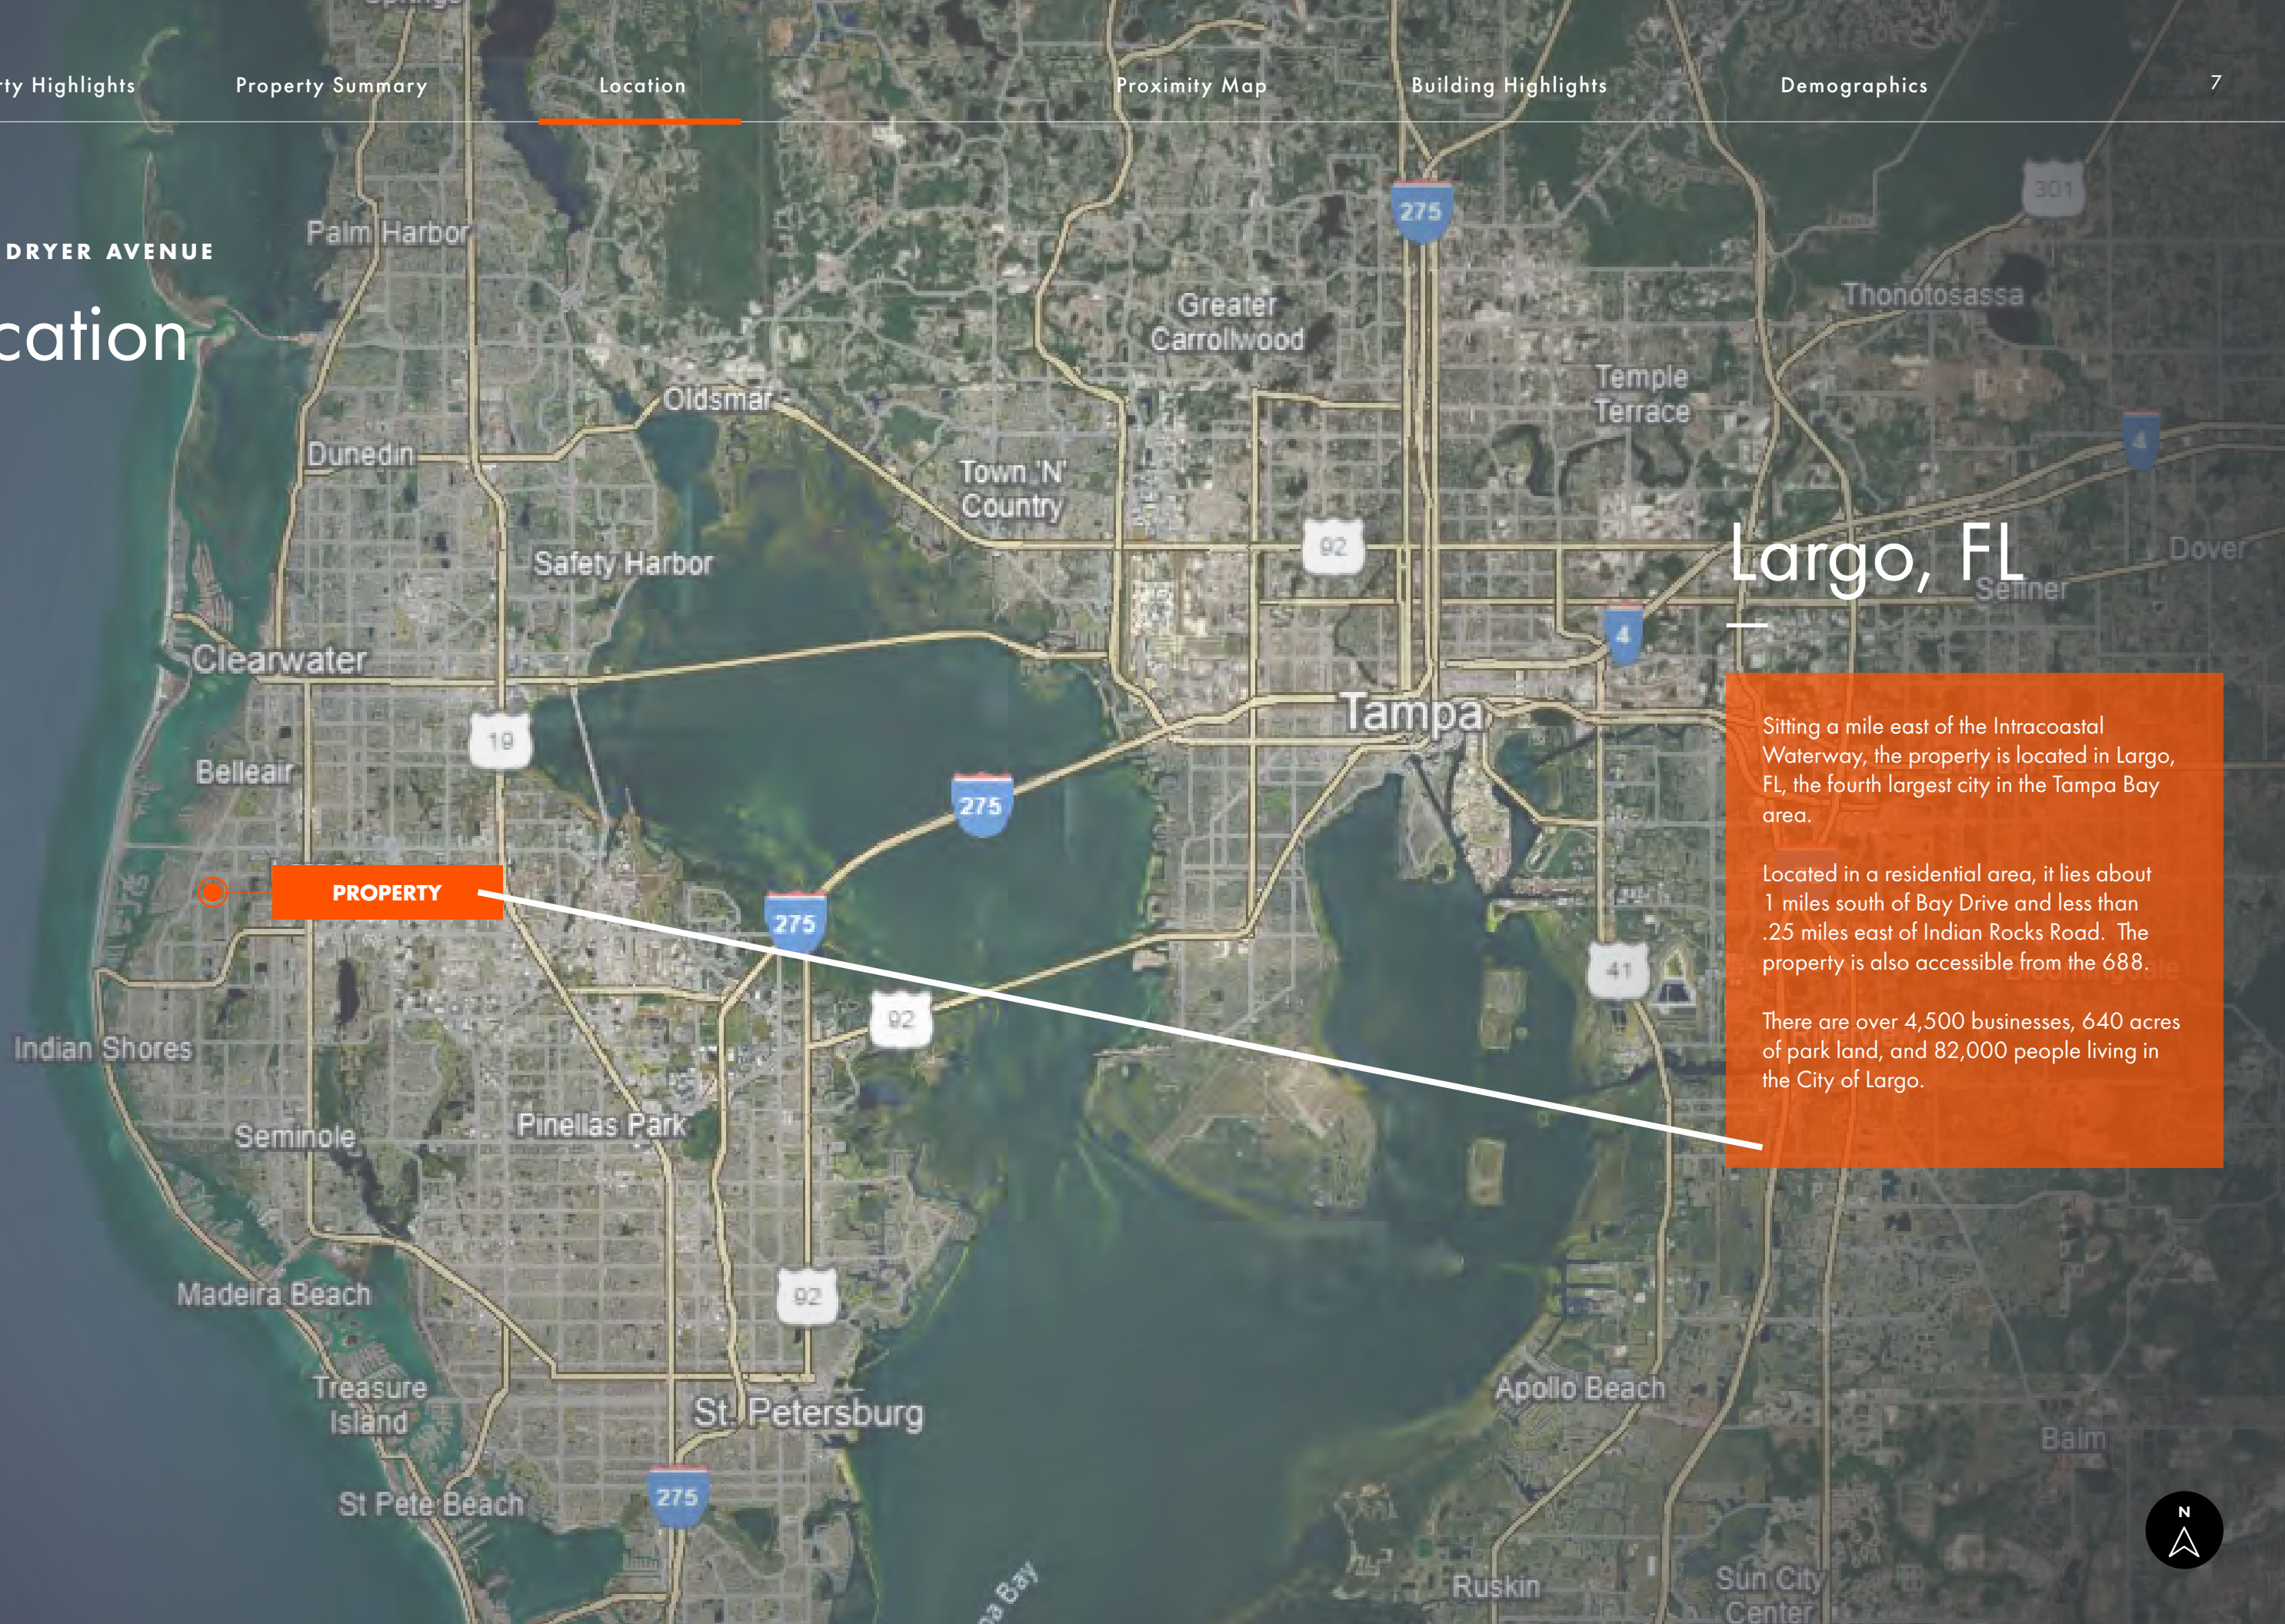 rty Highlights
Property Summary
Location
Proximity Map
Building Highlights
Demographics
7
DRYER AVENUE
cation
Springs
Palm Harbor
275
301
Thonotosassa
Greater
Carrollwood
Temple
Terrace
Oldsmar
4
Dunedin
Town 'N'
Country
92
Dover
Safety Harbor
Largo, FL
Seffner
4
Clearwater
Tampa
19
Belleair
275
Sitting a mile east of the Intracoastal
Waterway, the property is located in Largo,
FL, the fourth largest city in the Tampa Bay
area.
Located in a residential area, it lies about
1 miles south of Bay Drive and less than
.25 miles east of Indian Rocks Road. The
property is also accessible from the 688.
There are over 4,500 businesses, 640 acres
of park land, and 82,000 people living in
the City of Largo.
PROPERTY
275
41
92
Indian Shores
Pinellas Park
Seminole
Madeira Beach
92
Treasure
Island
St. Petersburg
Apollo Beach
Balm
St Pete Beach
275
N
pa Bay
Ruskin
Sun City
Center